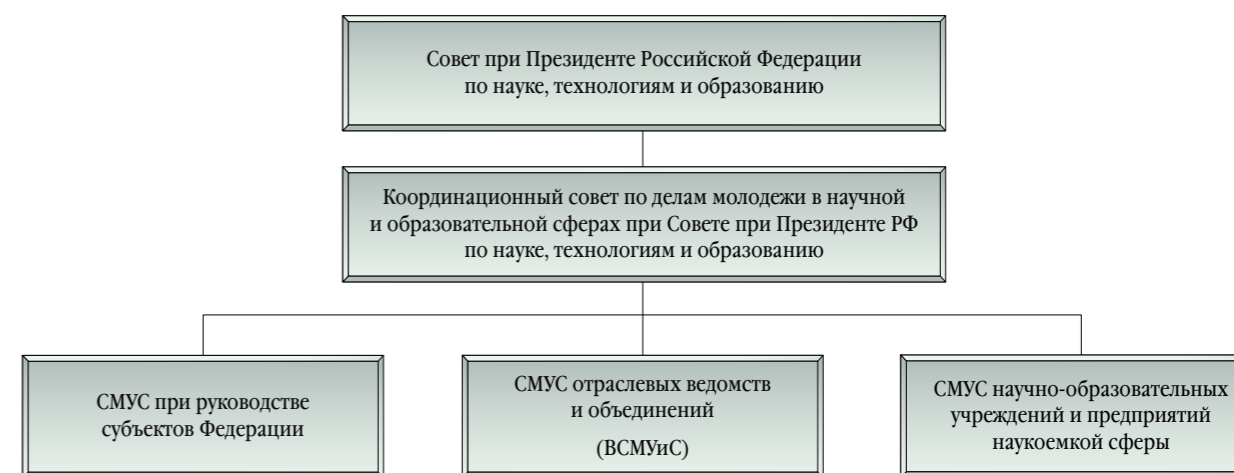 Совет при Президенте Российской Федерации
по науке, технологиям и образованию
Координационный совет по делам молодежи в научной
и образовательной сферах при Совете при Президенте РФ
по науке, технологиям и образованию
СМУС при руководстве
субъектов Федерации
СМУС отраслевых ведомств
и объединений
(ВСМУиС)
СМУС научно-образовательных
учреждений и предприятий
наукоемкой сферы